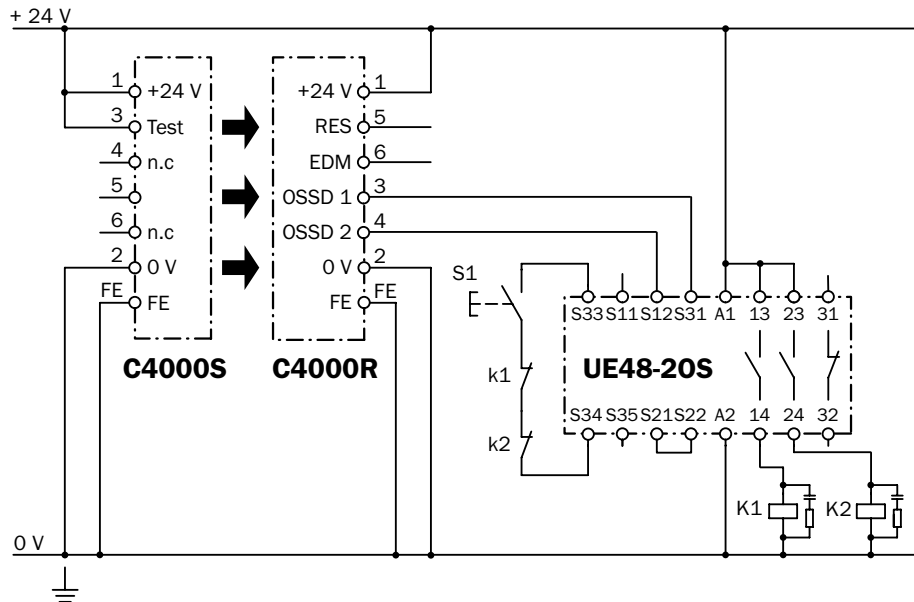 + 24 V
1 +24 V
3 Test
4 n.c
5
6 n.c
2 0 V
FE FE
C4000S
+24 V 1
RES 5
EDM 6
OSSD 1 3
OSSD 2 4
0 V 2
FE FE
C4000R
S1
k1
k2
S33 S11 S12 S31 A1 13 23 31
UE48-20S
S34 S35 S21 S22 A2 14 24 32
K1
K2
0 V